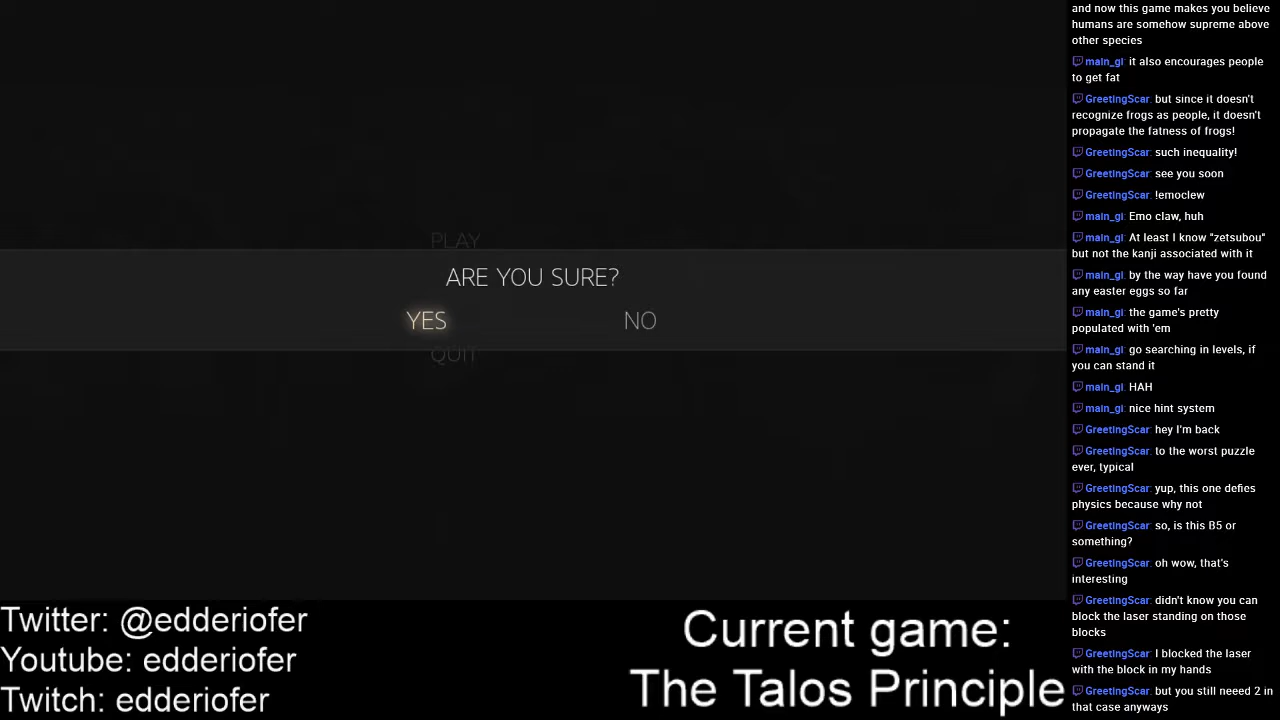 PLAY
ARE YOU SURE?
YES NO
QUIT
Twitter: @edderiofer
Youtube: edderiofer
Twitch: edderiofer
Current game:
The Talos Principle
and now this game makes you believe
humans are somehow supreme above
other species
main_gi: it also encourages people
to get fat
GreetingScar: but since it doesn't
recognize frogs as people, it doesn't
propagate the fatness of frogs!
GreetingScar: such inequality!
GreetingScar: see you soon
GreetingScar: !emoclew
main_gi: Emo claw, huh
main_gi: At least I know "zetsubou"
but not the kanji associated with it
main_gi: by the way have you found
any easter eggs so far
main_gi: the game's pretty
populated with 'em
main_gi: go searching in levels, if
you can stand it
main_gi: HAH
main_gi: nice hint system
GreetingScar: hey I'm back
GreetingScar: to the worst puzzle
ever, typical
GreetingScar: yup, this one defies
physics because why not
GreetingScar: so, is this B5 or
something?
GreetingScar: oh wow, that's
interesting
GreetingScar: didn't know you can
block the laser standing on those
blocks
GreetingScar: I blocked the laser
with the block in my hands
GreetingScar: but you still neeed 2 in
that case anyways